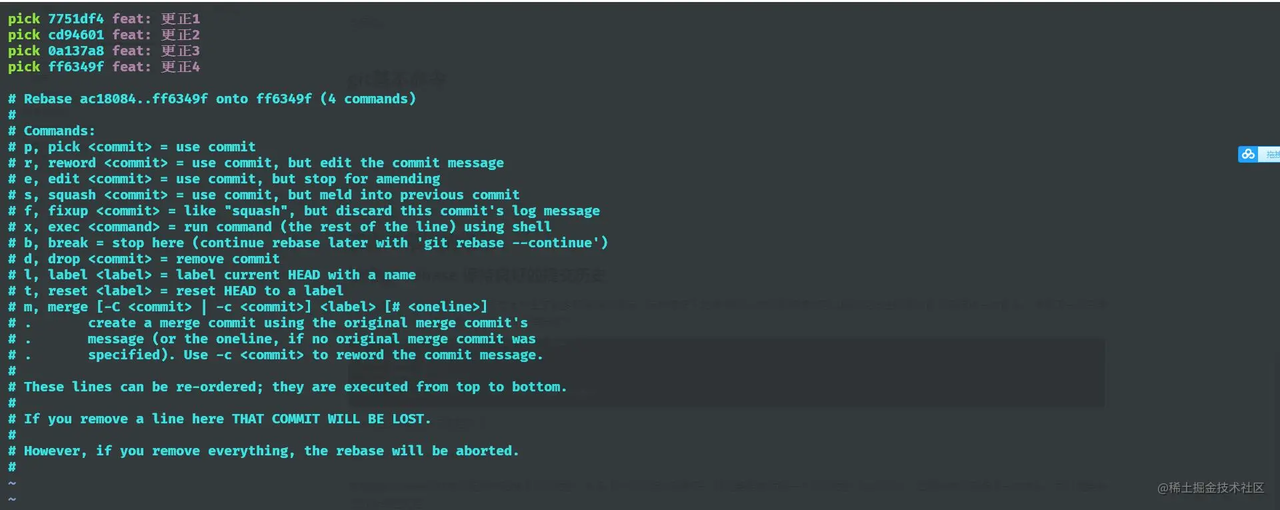 pick 7751df4 feat: 更正1
pick cd94601 feat: 更正2
pick 0a137a8 feat: 更正3
pick ff6349f feat: 更正4
# Rebase ac18084..ff6349f onto ff6349f (4 commands)
#
# Commands:
# p, pick <commit> = use commit
# r, reword <commit> = use commit, but edit the commit message
# e, edit <commit> = use commit, but stop for amending
# s, squash <commit> = use commit, but meld into previous commit
# f, fixup <commit> = like "squash", but discard this commit's log message
# x, exec <command> = run command (the rest of the line) using shell
# b, break = stop here (continue rebase later with 'git rebase --continue')
# d, drop <commit> = remove commit
# l, label <label> = label current HEAD with a name
# t, reset <label> = reset HEAD to a label
# m, merge [-C <commit> | -c <commit>] <label> [# <oneline>]
# .       create a merge commit using the original merge commit's
# .       message (or the oneline, if no original merge commit was
# .       specified). Use -c <commit> to reword the commit message.
#
# These lines can be re-ordered; they are executed from top to bottom.
#
# If you remove a line here THAT COMMIT WILL BE LOST.
#
# However, if you remove everything, the rebase will be aborted.
#
~
~
@稀土掘金技术社区